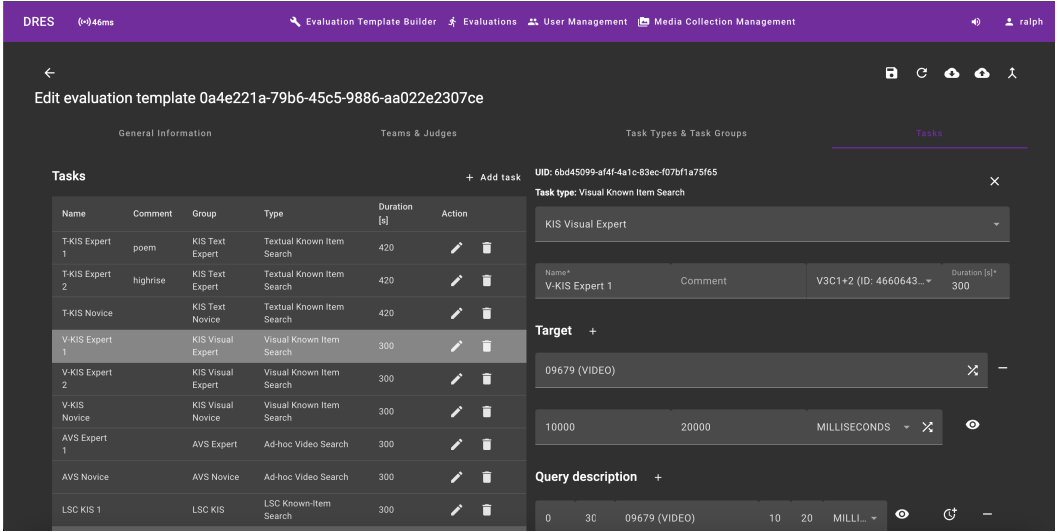 DRES 46ms Evaluation Template Builder Evaluations User Management Media Collection Management ralph
Edit evaluation template 0a4e221a-79b6-45c5-9886-aa022e2307ce
General Information Teams & Judges Task Types & Task Groups Tasks
Tasks + Add task
Name Comment Group Type Duration [s] Action
T-KIS Expert 1 poem KIS Text Expert Textual Known Item Search 420
T-KIS Expert 2 highrise KIS Text Expert Textual Known Item Search 420
T-KIS Novice KIS Text Novice Textual Known Item Search 420
V-KIS Expert 1 KIS Visual Expert Visual Known Item Search 300
V-KIS Expert 2 KIS Visual Expert Visual Known Item Search 300
V-KIS Novice KIS Visual Novice Visual Known Item Search 300
AVS Expert 1 AVS Expert Ad-hoc Video Search 300
AVS Novice AVS Novice Ad-hoc Video Search 300
LSC KIS 1 LSC KIS LSC Known-Item Search 300
UID: 6bd45099-af4f-4a1c-83ec-f07bf1a75f65
Task type: Visual Known Item Search
KIS Visual Expert
Name* Duration [s]*
V-KIS Expert 1 Comment V3C1+2 (ID: 4660643... 300
Target +
09679 (VIDEO)
10000 20000 MILLISECONDS
Query description +
0 30 09679 (VIDEO) 10 20 MILLI...